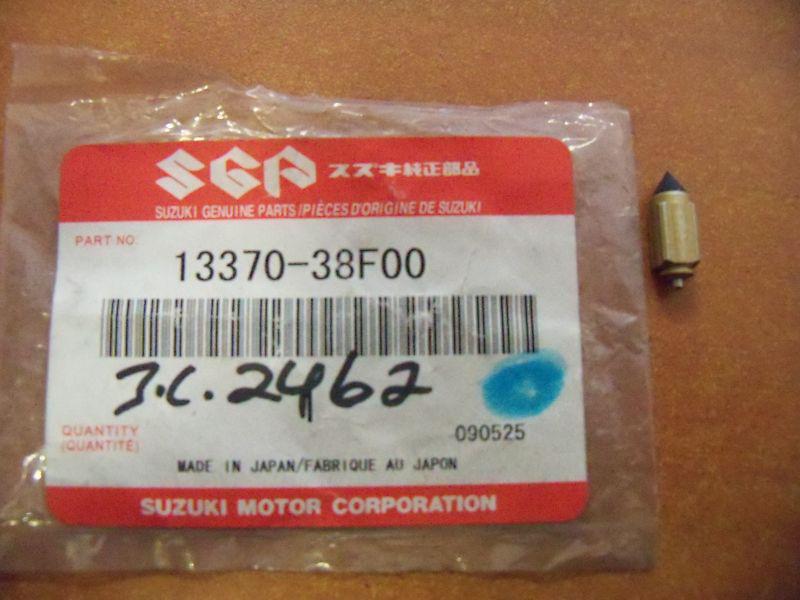 SGP スズキ純正部品
SUZUKI GENUINE PARTS/PIÈCES D'ORIGINE DE SUZUKI
PART NO.
13370-38F00
J.C. 2462
QUANTITY
(QUANTITÉ)
090525
MADE IN JAPAN/FABRIQUE AU JAPON
SUZUKI MOTOR CORPORATION